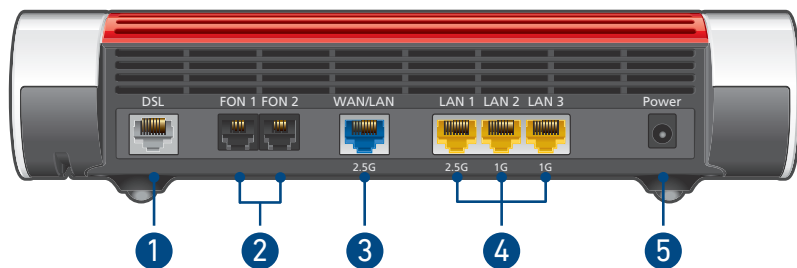 DSL FON 1 FON 2 WAN/LAN LAN 1 LAN 2 LAN 3 Power
2.5G 2.5G 1G 1G
1 2 3 4 5